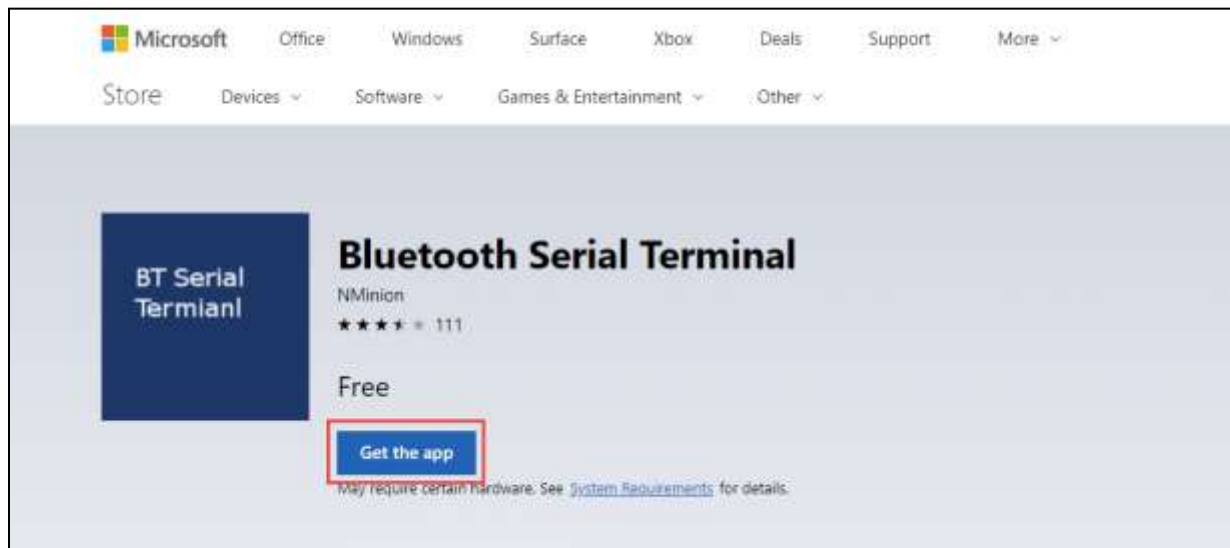 Microsoft Office Windows Surface Xbox Deals Support More
Store Devices Software Games & Entertainment Other
BT Serial
Termianl
Bluetooth Serial Terminal
NMinion
111
Free
Get the app
May require certain hardware. See System Requirements for details.